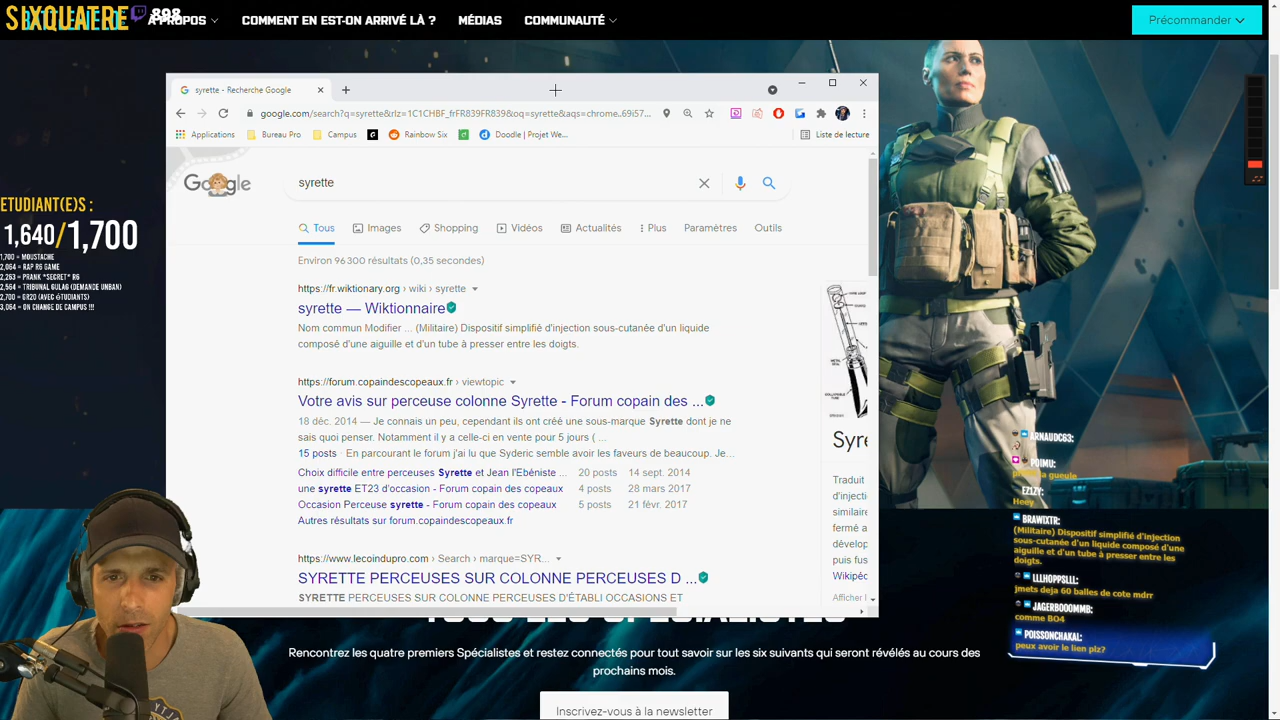 SIXQUATRE
898
À PROPOS
COMMENT EN EST-ON ARRIVÉ LÀ ?
MÉDIAS
COMMUNAUTÉ
Précommander
syrette - Recherche Google
google.com/search?q=syrette&rlz=1C1CHBF_frFR839FR839&oq=syrette&aqs=chrome..69i57...
Applications
Bureau Pro
Campus
Rainbow Six
Doodle | Projet We...
Liste de lecture
Google
syrette
Tous
Images
Shopping
Vidéos
Actualités
Plus
Paramètres
Outils
Environ 96 300 résultats (0,35 secondes)
https://fr.wiktionary.org › wiki › syrette
syrette — Wiktionnaire
Nom commun Modifier ... (Militaire) Dispositif simplifié d'injection sous-cutanée d'un liquide
composé d'une aiguille et d'un tube à presser entre les doigts.
https://forum.copaindescopeaux.fr › viewtopic
Votre avis sur perceuse colonne Syrette - Forum copain des ...
18 déc. 2014 — Je connais un peu, cependant ils ont créé une sous-marque Syrette dont je ne
sais quoi penser. Notamment il y a celle-ci en vente pour 5 jours ( ...
15 posts · En parcourant le forum j'ai lu que Syderic semble avoir les faveurs de beaucoup. Je...
Choix difficile entre perceuses Syrette et Jean l'Ebéniste ... 20 posts 14 sept. 2014
une syrette ET28 d'occasion - Forum copain des copeaux 4 posts 28 mars 2017
Occasion Perceuse syrette - Forum copain des copeaux 5 posts 21 févr. 2017
Autres résultats sur forum.copaindescopeaux.fr
https://www.lecoindupro.com › Search › marque=SYR...
SYRETTE PERCEUSES SUR COLONNE PERCEUSES D ...
SYRETTE PERCEUSES SUR COLONNE PERCEUSES D'ÉTABLI OCCASIONS ET
Syre
Traduit
d'injecti
similaire
fermé a
dévelop
puis fus
Wikipéc
Afficher l
ETUDIANT(E)S :
1,640/1,700
1,700 = MOUSTACHE
2,064 = RAP R6 GAME
2,263 = PRANK *SECRET* R6
2,564 = TRIBUNAL GULAG (DEMANDE UNBAN)
2,700 = GR20 (AVEC ÉTUDIANTS)
3,064 = ON CHANGE DE CAMPUS !!!
ARNAUDC63:
POIMU:
la gueule
EZ1ZY:
Heey
BRAWIXTR:
(Militaire) Dispositif simplifié d'injection
sous-cutanée d'un liquide composé d'une
aiguille et d'un tube à presser entre les
doigts.
LLLHOPPSLLL:
jmets deja 60 balles de cote mdrr
JAGERBOOOMMB:
comme BO4
POISSONCHAKAL:
peux avoir le lien plz?
Rencontrez les quatre premiers Spécialistes et restez connectés pour tout savoir sur les six suivants qui seront révélés au cours des
prochains mois.
Inscrivez-vous à la newsletter